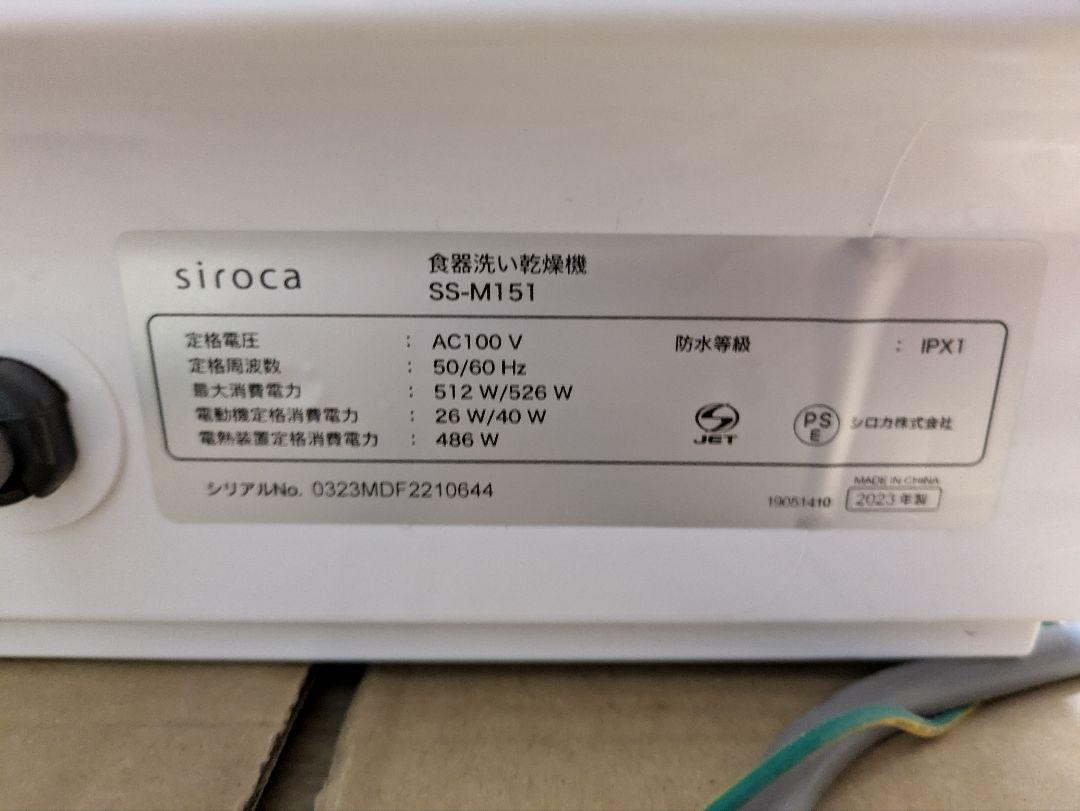 siroca
食器洗い乾燥機
SS-M151
定格電圧 : AC100 V
定格周波数 : 50/60 Hz
最大消費電力 : 512 W/526 W
電動機定格消費電力 : 26 W/40 W
電熱装置定格消費電力 : 486 W
防水等級 : IPX1
JET
PS
E
シロカ株式会社
シリアルNo. 0323MDF2210644
19051410
MADE IN CHINA
2023 年製